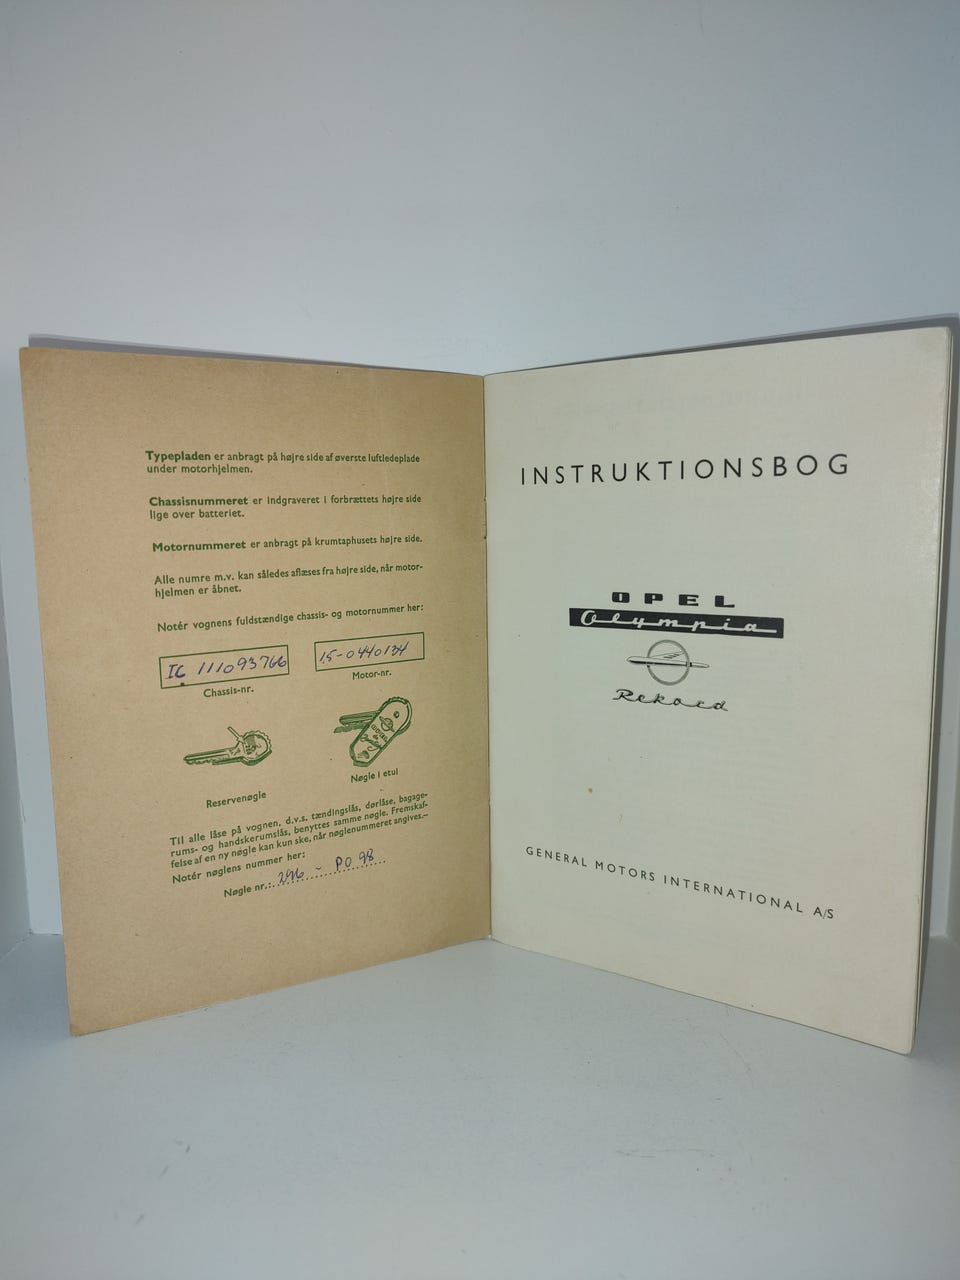 Typepladen er anbragt på højre side af øverste luftledeplade
under motorhjelmen.
Chassisnummeret er indgraveret i forbrættets højre side
lige over batteriet.
Motornummeret er anbragt på krumtaphusets højre side.
Alle numre m.v. kan således aflæses fra højre side, når motor-
hjelmen er åbnet.
Notér vognens fuldstændige chassis- og motornummer her:
IC 111093766
15-0440134
Chassis-nr.
Motor-nr.
Reservenøgle
Nøgle i etui
Til alle låse på vognen, d.v.s. tændingslås, dørlåse, bagage-
rums- og handskerumslås, benyttes samme nøgle. Fremskaf-
felse af en ny nøgle kan kun ske, når nøglenummeret angives.—
Notér nøglens nummer her:
Nøgle nr.: 296 - PO 98
INSTRUKTIONSBOG
OPEL
Olympia
Rekord
GENERAL MOTORS INTERNATIONAL A/S